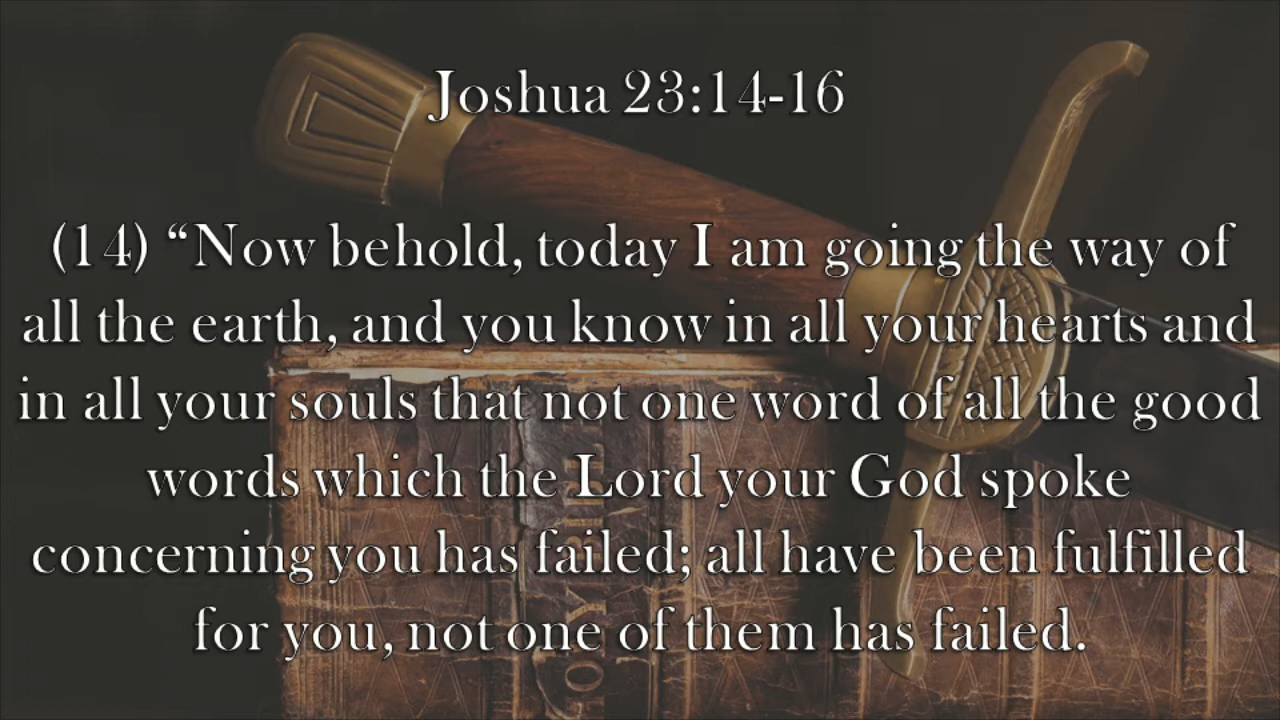 Joshua 23:14-16
(14) “Now behold, today I am going the way of
all the earth, and you know in all your hearts and
in all your souls that not one word of all the good
words which the Lord your God spoke
concerning you has failed; all have been fulfilled
for you, not one of them has failed.